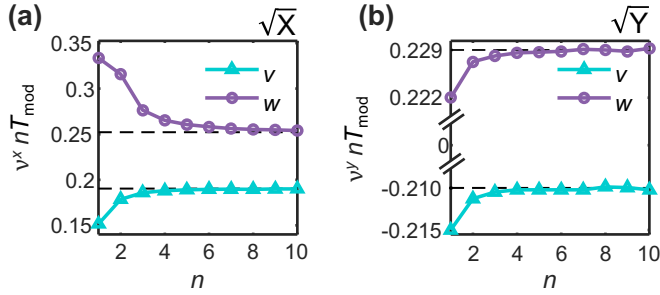 (a)
√X
0.35
0.3
0.25
0.2
0.15
νˣ nT_mod
v
w
2
4
6
8
10
n
(b)
√Y
0.229
0.222
0
-0.210
-0.215
νʸ nT_mod
v
w
2
4
6
8
10
n